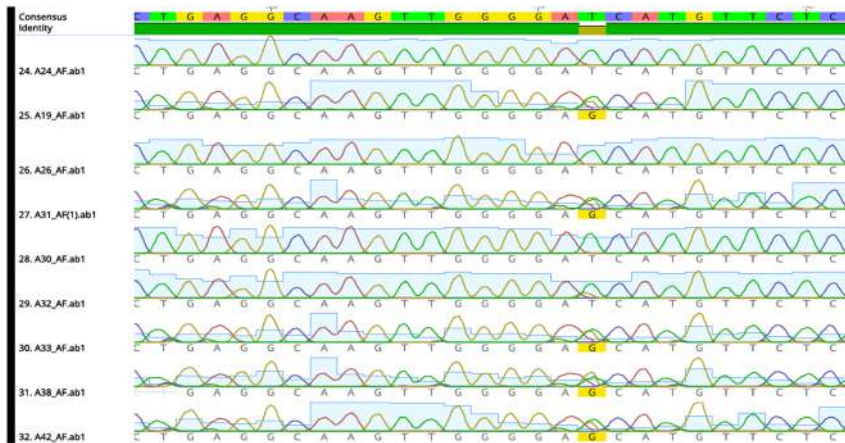 Consensus
C T G A G G C A A G T T G G G G A T C A T G T T C T C
Identity
24. A24_AF.ab1
C T G A G G C A A G T T G G G G A T C A T G T T C T C
25. A19_AF.ab1
C T G A G G C A A G T T G G G G A G C A T G T T C T C
26. A26_AF.ab1
C T G A G G C A A G T T G G G G A T C A T G T T C T C
27. A31_AF(1).ab1
C T G A G G C A A G T T G G G G A G C A T G T T C T C
28. A30_AF.ab1
C T G A G G C A A G T T G G G G A T C A T G T T C T C
29. A32_AF.ab1
C T G A G G C A A G T T G G G G A T C A T G T T C T C
30. A33_AF.ab1
C T G A G G C A A G T T G G G G A G C A T G T T C T C
31. A38_AF.ab1
G A G G C A A G T T G G G G A G C A T G T T C T C
32. A42_AF.ab1
C T G A G G C A A G T T G G G G A G C A T G T T C T C